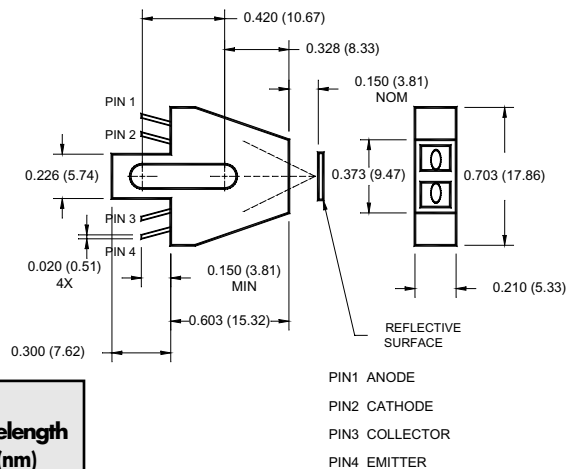 0.420 (10.67)
0.328 (8.33)
0.150 (3.81)
NOM
PIN 1
PIN 2
0.226 (5.74)
0.373 (9.47)
0.703 (17.86)
PIN 3
PIN 4
0.020 (0.51)
4X
0.150 (3.81)
MIN
0.210 (5.33)
0.603 (15.32)
REFLECTIVE
SURFACE
0.300 (7.62)
PIN1 ANODE
PIN2 CATHODE
PIN3 COLLECTOR
PIN4 EMITTER
elength
(nm)